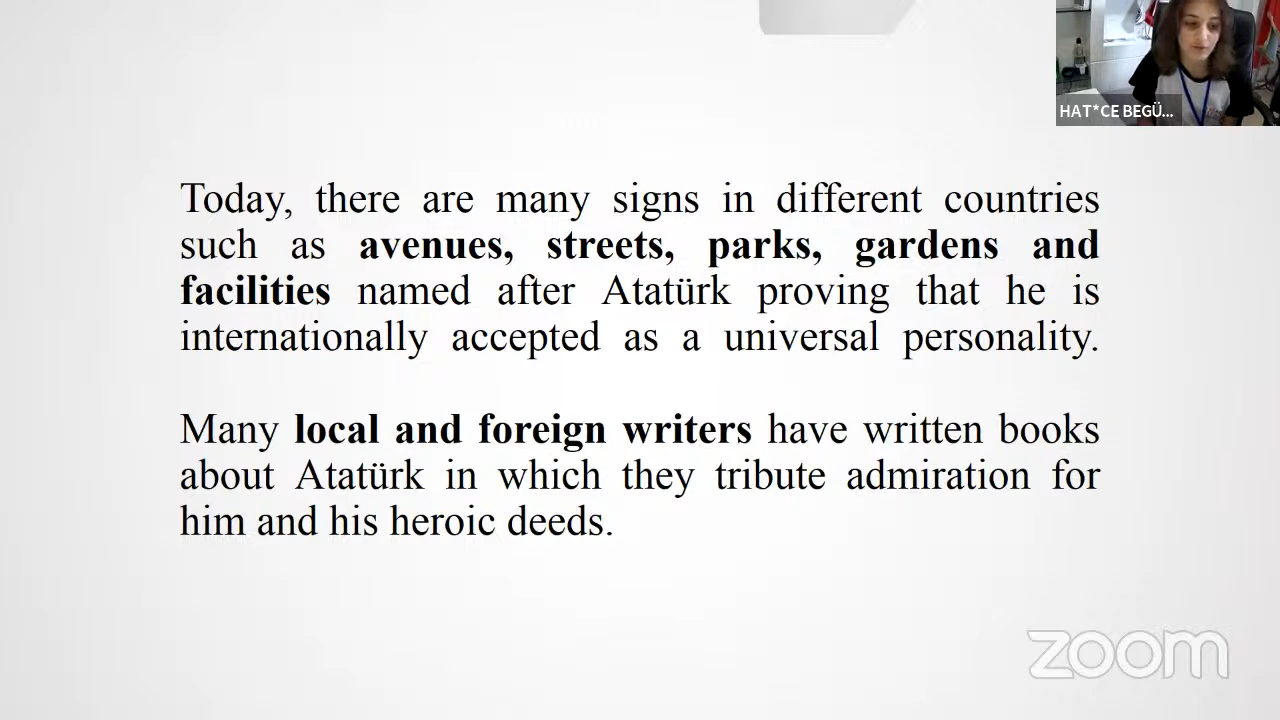 HAT*CE BEGÜ...
Today, there are many signs in different countries
such as avenues, streets, parks, gardens and
facilities named after Atatürk proving that he is
internationally accepted as a universal personality.
Many local and foreign writers have written books
about Atatürk in which they tribute admiration for
him and his heroic deeds.
zoom